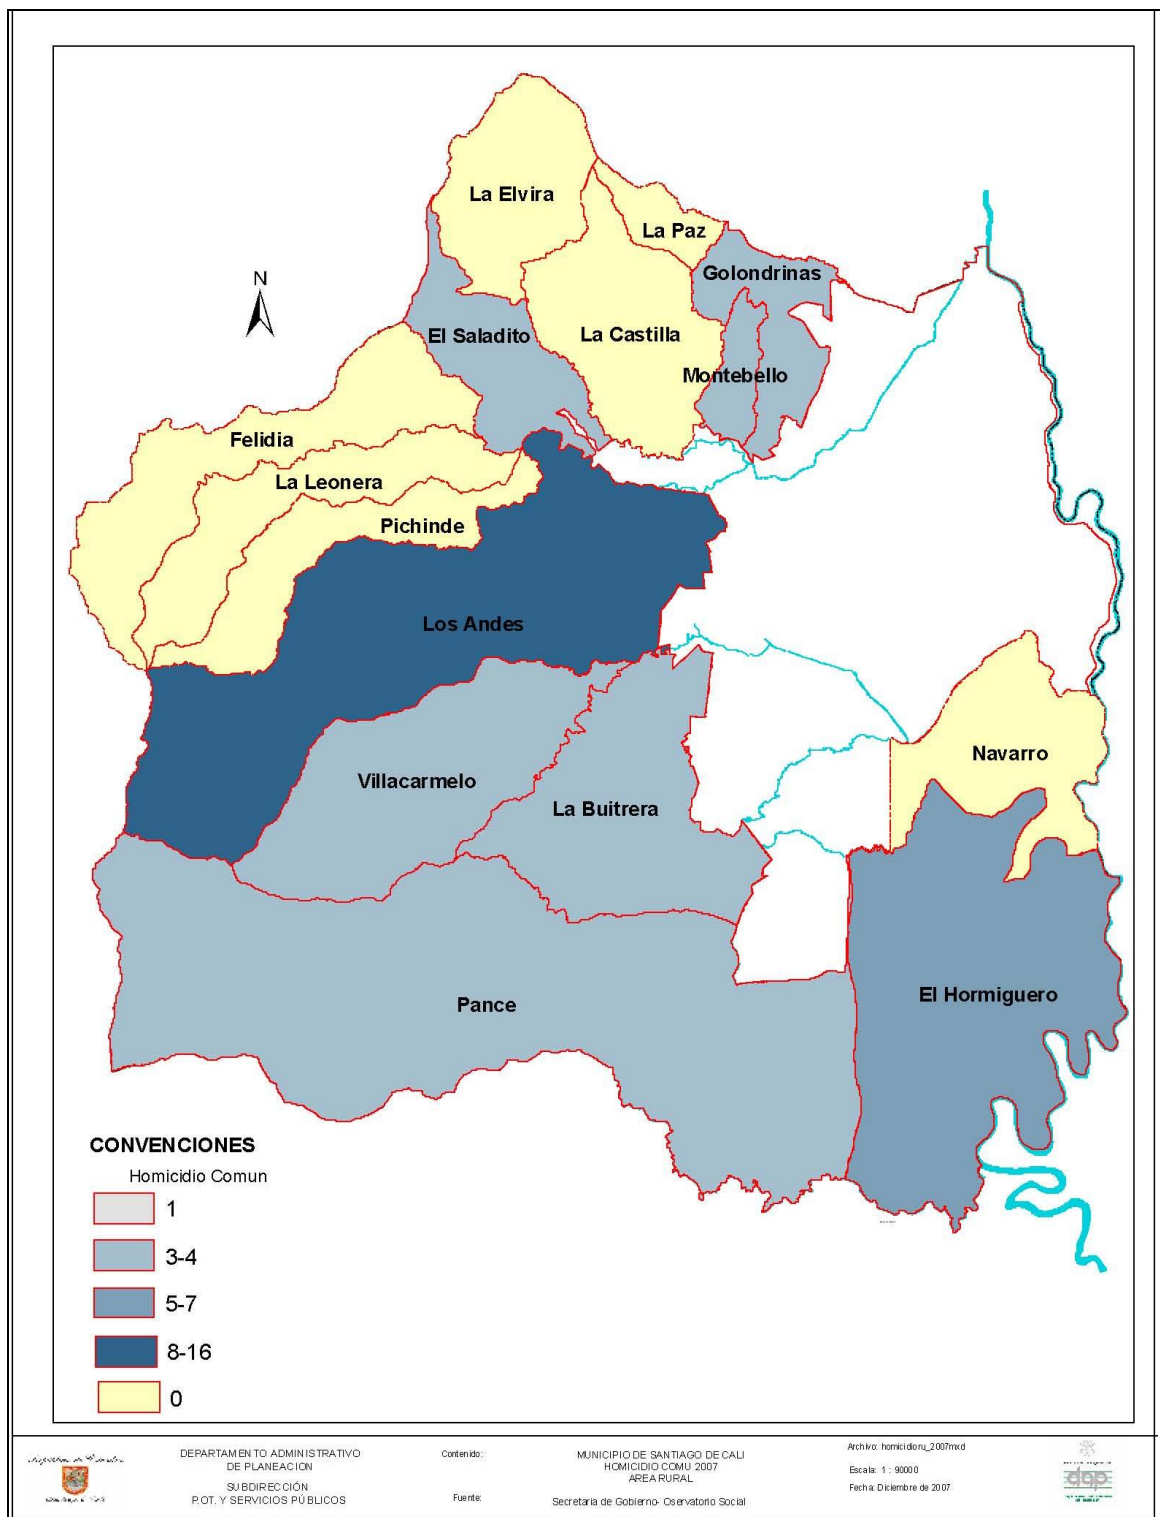 La Elvira
La Paz
N
Golondrinas
El Saladito
La Castilla
Montebello
Felidia
La Leonera
Pichinde
Los Andes
Navarro
Villacarmelo
La Buitrera
El Hormiguero
Pance
CONVENCIONES
Homicidio Comun
1
3-4
5-7
8-16
0
DEPARTAMENTO ADMINISTRATIVO
DE PLANEACION
SUBDIRECCIÓN
P.OT. Y SERVICIOS PÚBLICOS
Contenido:
Fuente:
MUNICIPIO DE SANTIAGO DE CALI
HOMICIDIO COMU 2007
AREA RURAL
Secretaria de Gobierno- Oservatorio Social
Archivo: homicidioru_2007mxd
Escala: 1 : 90000
Fecha: Diciembre de 2007
dap